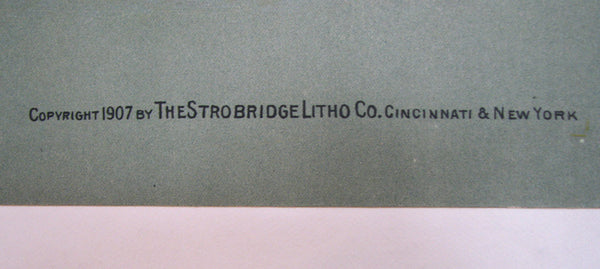 COPYRIGHT 1907 BY THE STROBRIDGE LITHO CO. CINCINNATI & NEW YORK